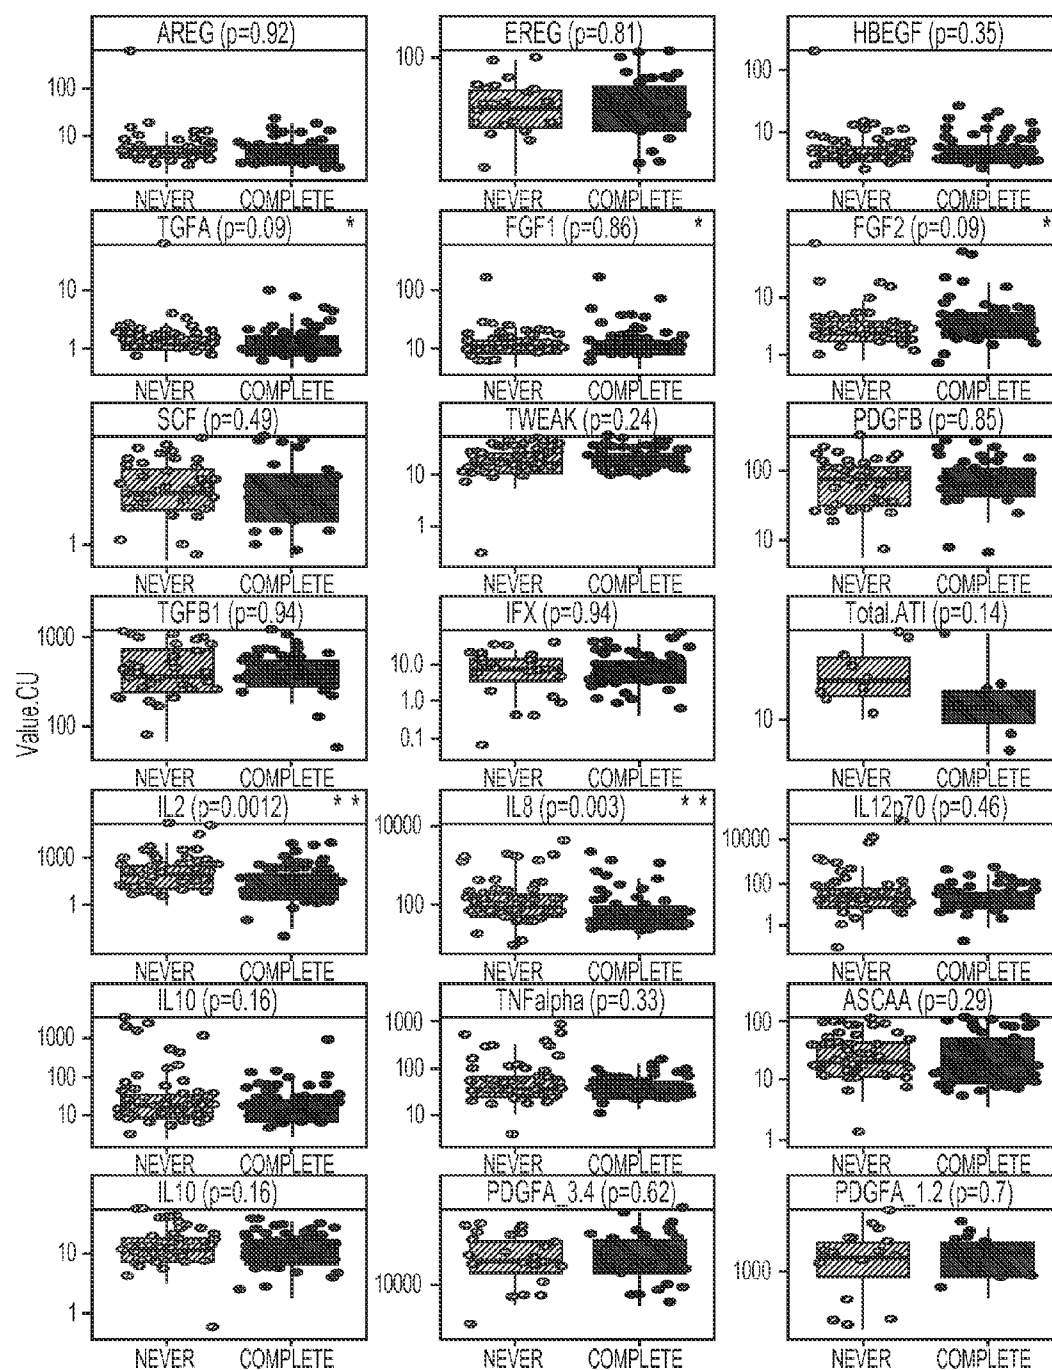 AREG (p=0.92) EREG (p=0.81) HBEGF (p=0.35)
100 100 100
10 10
NEVER COMPLETE NEVER COMPLETE NEVER COMPLETE
TGFA (p=0.09) * FGF1 (p=0.86) * FGF2 (p=0.09) *
10 100 10
1 10 1
NEVER COMPLETE NEVER COMPLETE NEVER COMPLETE
SCF (p=0.49) TWEAK (p=0.24) PDGFB (p=0.85)
10 100
1 1 10
NEVER COMPLETE NEVER COMPLETE NEVER COMPLETE
Value.CU
TGFB1 (p=0.94) IFX (p=0.94) Total.ATI (p=0.14)
1000 10.0
1.0
100 0.1 10
NEVER COMPLETE NEVER COMPLETE NEVER COMPLETE
IL2 (p=0.0012) * * IL8 (p=0.003) * * IL12p70 (p=0.46)
10000 10000
1000 100
1 100 1
NEVER COMPLETE NEVER COMPLETE NEVER COMPLETE
IL10 (p=0.16) TNFalpha (p=0.33) ASCAA (p=0.29)
1000 1000 100
100 100 10
10 10 1
NEVER COMPLETE NEVER COMPLETE NEVER COMPLETE
IL10 (p=0.16) PDGFA_3.4 (p=0.62) PDGFA_1.2 (p=0.7)
10 10000 1000
1
NEVER COMPLETE NEVER COMPLETE NEVER COMPLETE